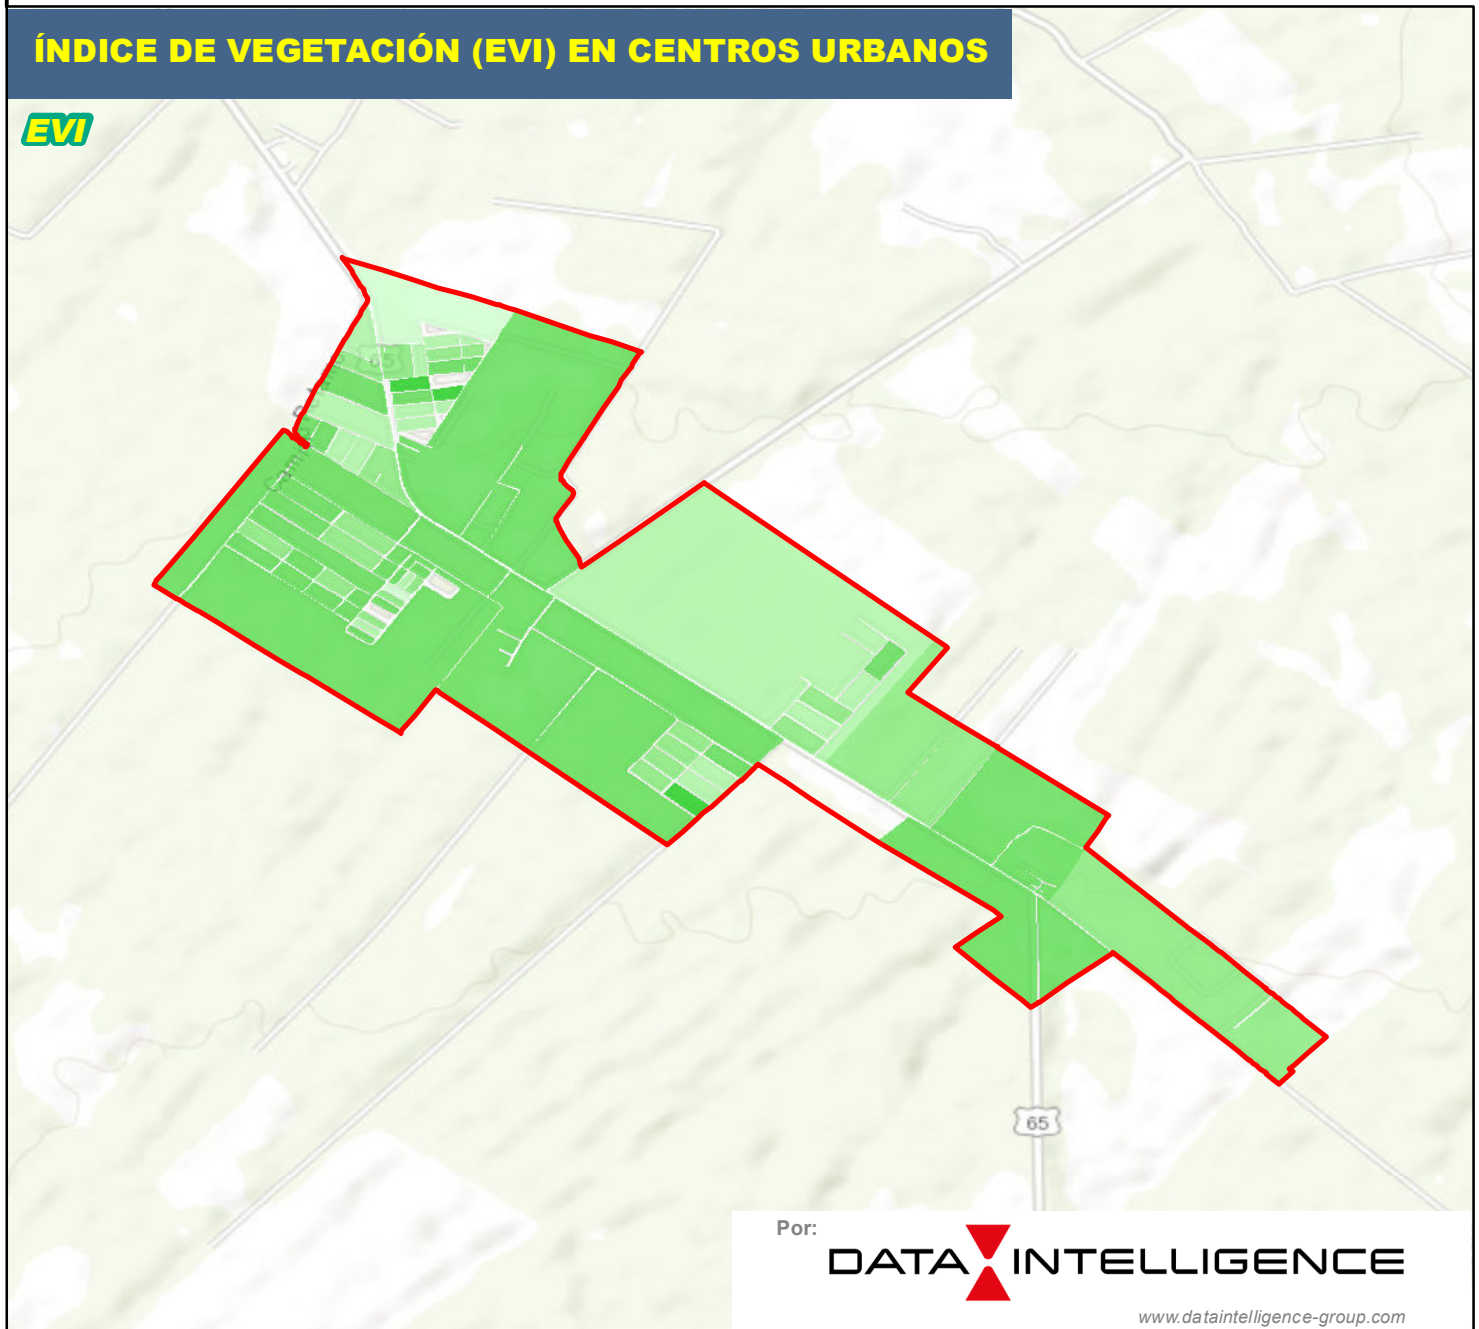 ÍNDICE DE VEGETACIÓN (EVI) EN CENTROS URBANOS
EVI
65
65
Por:
DATA INTELLIGENCE
www.dataintelligence-group.com